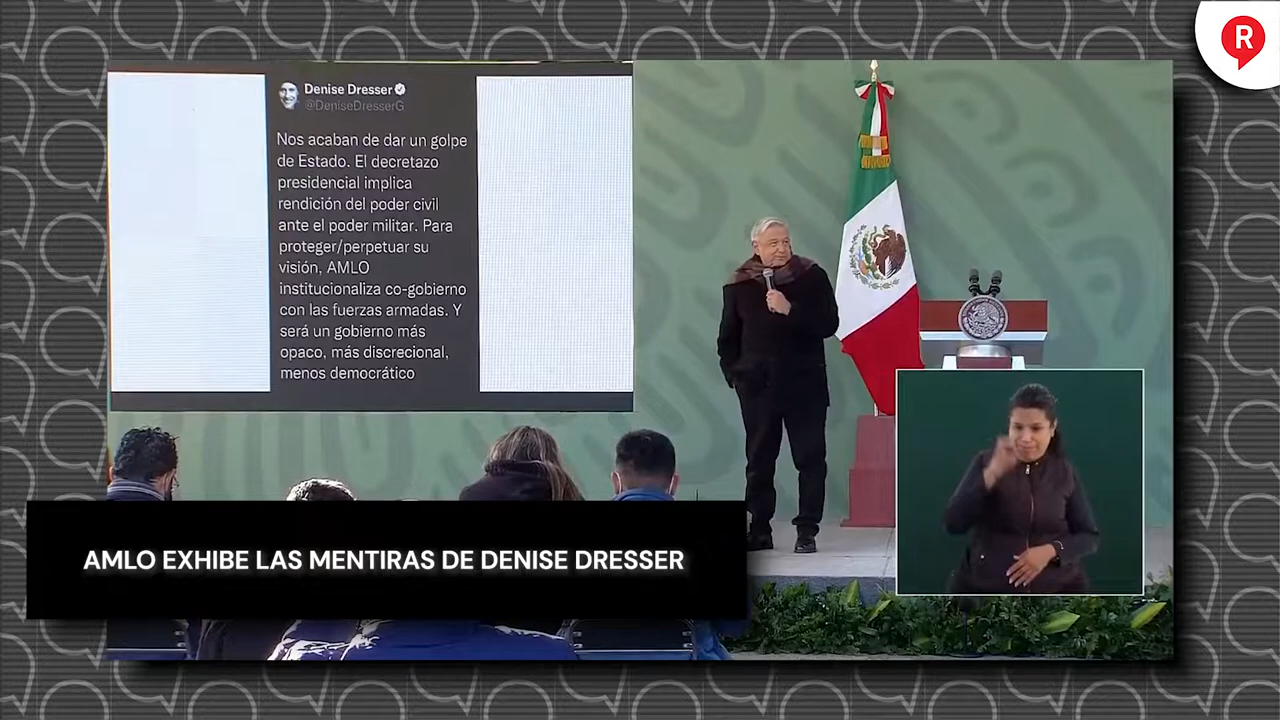 R
Denise Dresser
@DeniseDresserG
Nos acaban de dar un golpe
de Estado. El decretazo
presidencial implica
rendición del poder civil
ante el poder militar. Para
proteger/perpetuar su
visión, AMLO
institucionaliza co-gobierno
con las fuerzas armadas. Y
será un gobierno más
opaco, más discrecional,
menos democrático
AMLO EXHIBE LAS MENTIRAS DE DENISE DRESSER